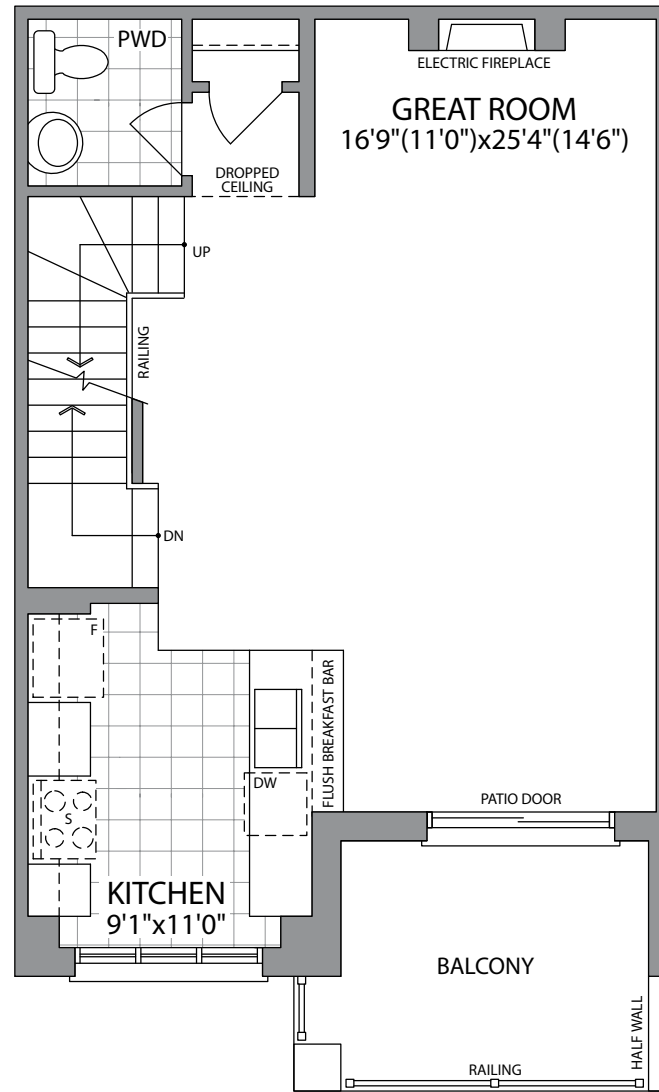 PWD
ELECTRIC FIREPLACE
GREAT ROOM
16'9"(11'0")x25'4"(14'6")
DROPPED
CEILING
UP
RAILING
DN
F
FLUSH BREAKFAST BAR
DW
S
PATIO DOOR
KITCHEN
9'1"x11'0"
BALCONY
HALF WALL
RAILING